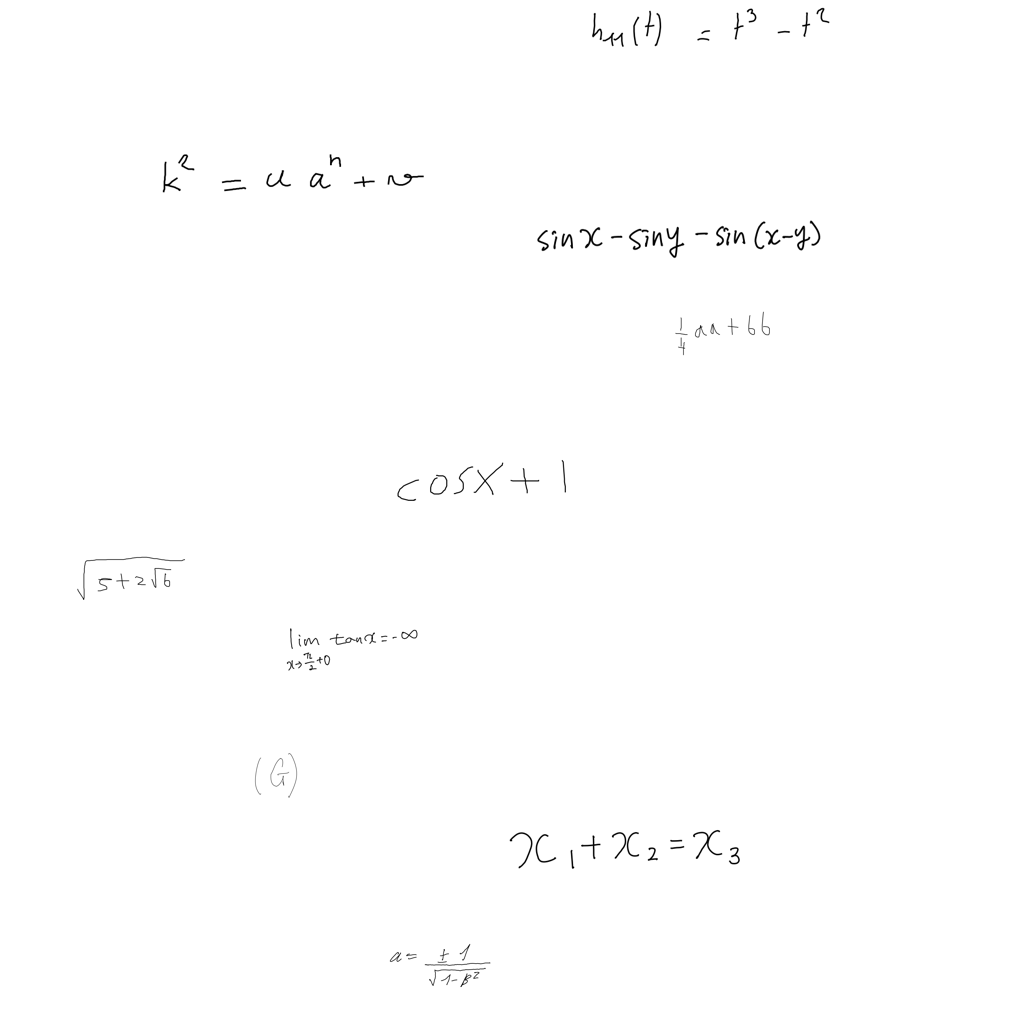 h_{11}(t) = t^3 - t^2
k^2 = u a^n + v
sin x - sin y - sin (x-y)
\frac{1}{4} aa + bb
cos x + 1
\sqrt{5+2\sqrt{6}}
\lim_{x \to \frac{\pi}{2}+0} tan x = -\infty
(G)
x_1 + x_2 = x_3
a = \frac{\pm 1}{\sqrt{1-\beta^2}}